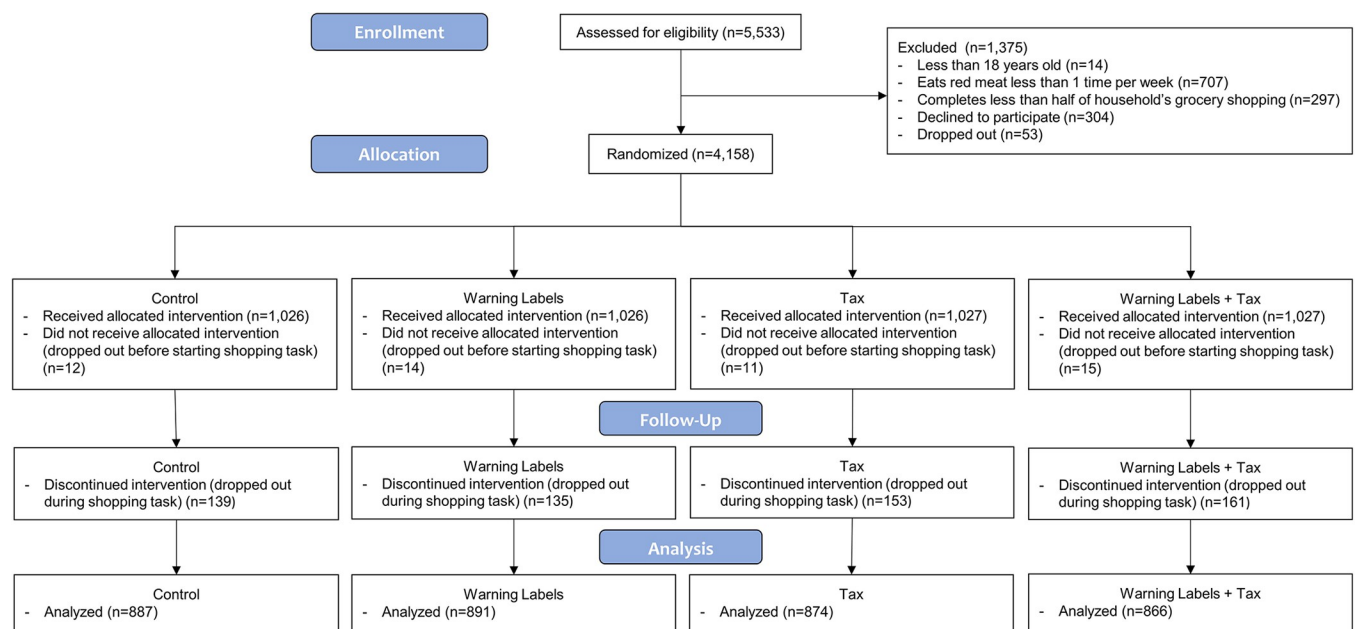 Enrollment
Assessed for eligibility (n=5,533)
Excluded (n=1,375)
- Less than 18 years old (n=14)
- Eats red meat less than 1 time per week (n=707)
- Completes less than half of household's grocery shopping (n=297)
- Declined to participate (n=304)
- Dropped out (n=53)
Allocation
Randomized (n=4,158)
Control
- Received allocated intervention (n=1,026)
- Did not receive allocated intervention
(dropped out before starting shopping task)
(n=12)
Warning Labels
- Received allocated intervention (n=1,026)
- Did not receive allocated intervention
(dropped out before starting shopping task)
(n=14)
Tax
- Received allocated intervention (n=1,027)
- Did not receive allocated intervention
(dropped out before starting shopping task)
(n=11)
Warning Labels + Tax
- Received allocated intervention (n=1,027)
- Did not receive allocated intervention
(dropped out before starting shopping task)
(n=15)
Follow-Up
Control
- Discontinued intervention (dropped out
during shopping task) (n=139)
Warning Labels
- Discontinued intervention (dropped out
during shopping task) (n=135)
Tax
- Discontinued intervention (dropped out
during shopping task) (n=153)
Warning Labels + Tax
- Discontinued intervention (dropped out
during shopping task) (n=161)
Analysis
Control
- Analyzed (n=887)
Warning Labels
- Analyzed (n=891)
Tax
- Analyzed (n=874)
Warning Labels + Tax
- Analyzed (n=866)